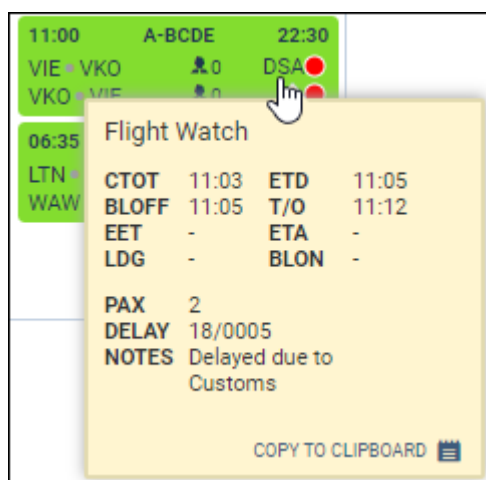 11:00 A-BCDE 22:30
VIE VKO 0 DSA
VKO VIE 0
06:35
LTN
WAW
Flight Watch
CTOT 11:03 ETD 11:05
BLOFF 11:05 T/O 11:12
EET - ETA -
LDG - BLON -
PAX 2
DELAY 18/0005
NOTES Delayed due to
Customs
COPY TO CLIPBOARD